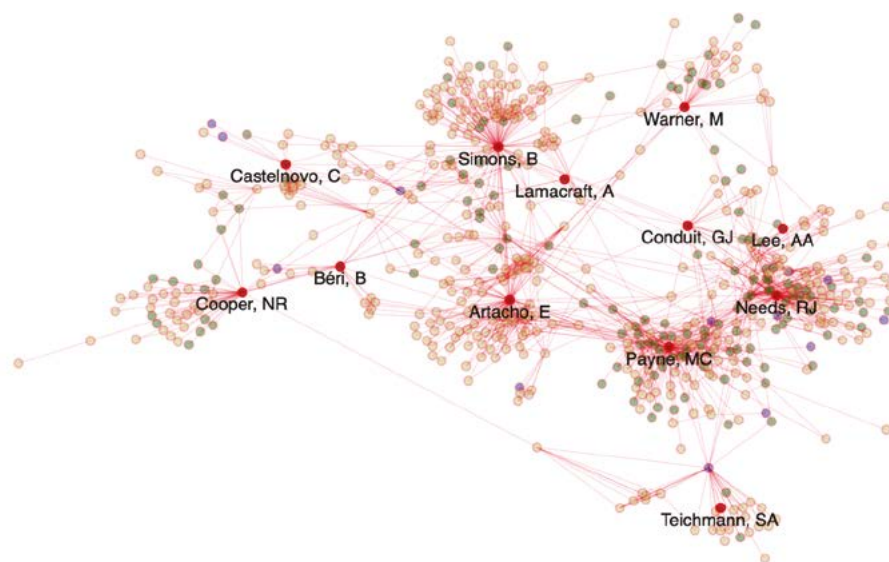 Warner, M
Simons, B
Castelnovo, C
Lamacraft, A
Conduit, GJ
Lee, AA
Béri, B
Cooper, NR
Artacho, E
Needs, RJ
Payne, MC
Teichmann, SA